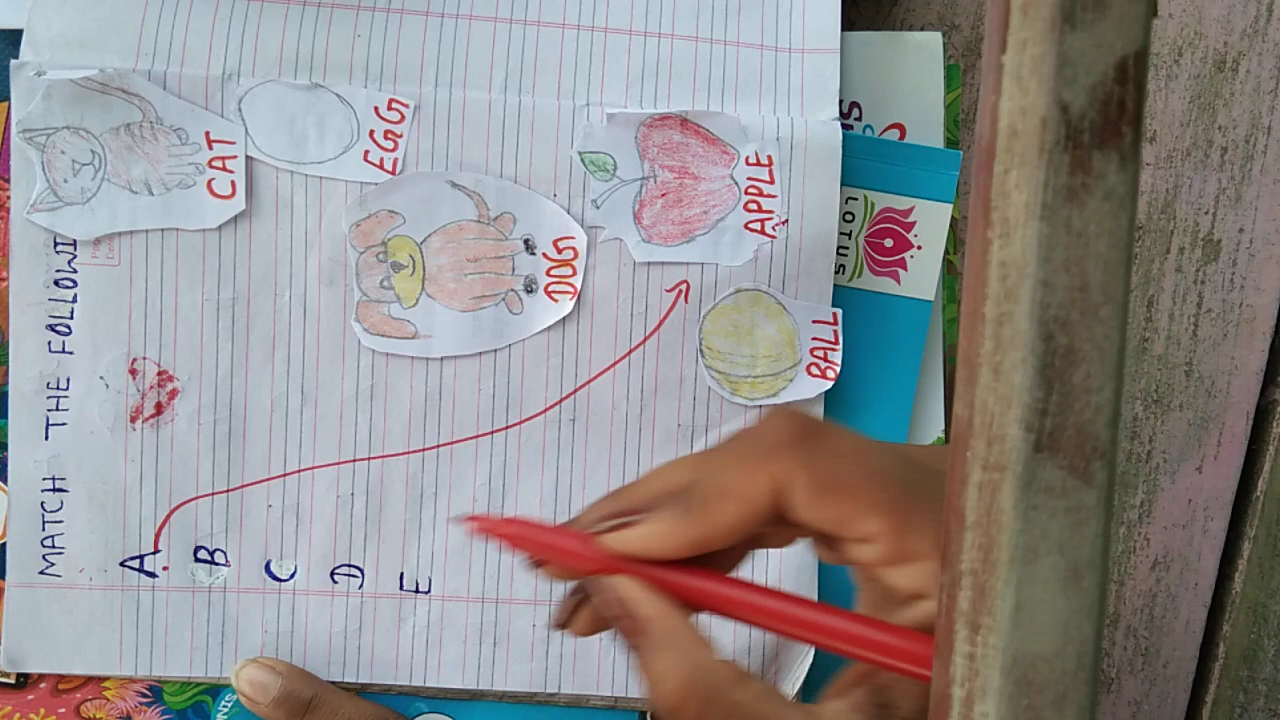 MATCH THE FOLLOWI
A
B
C
D
E
CAT
EGG
DOG
APPLE
BALL
LOTUS